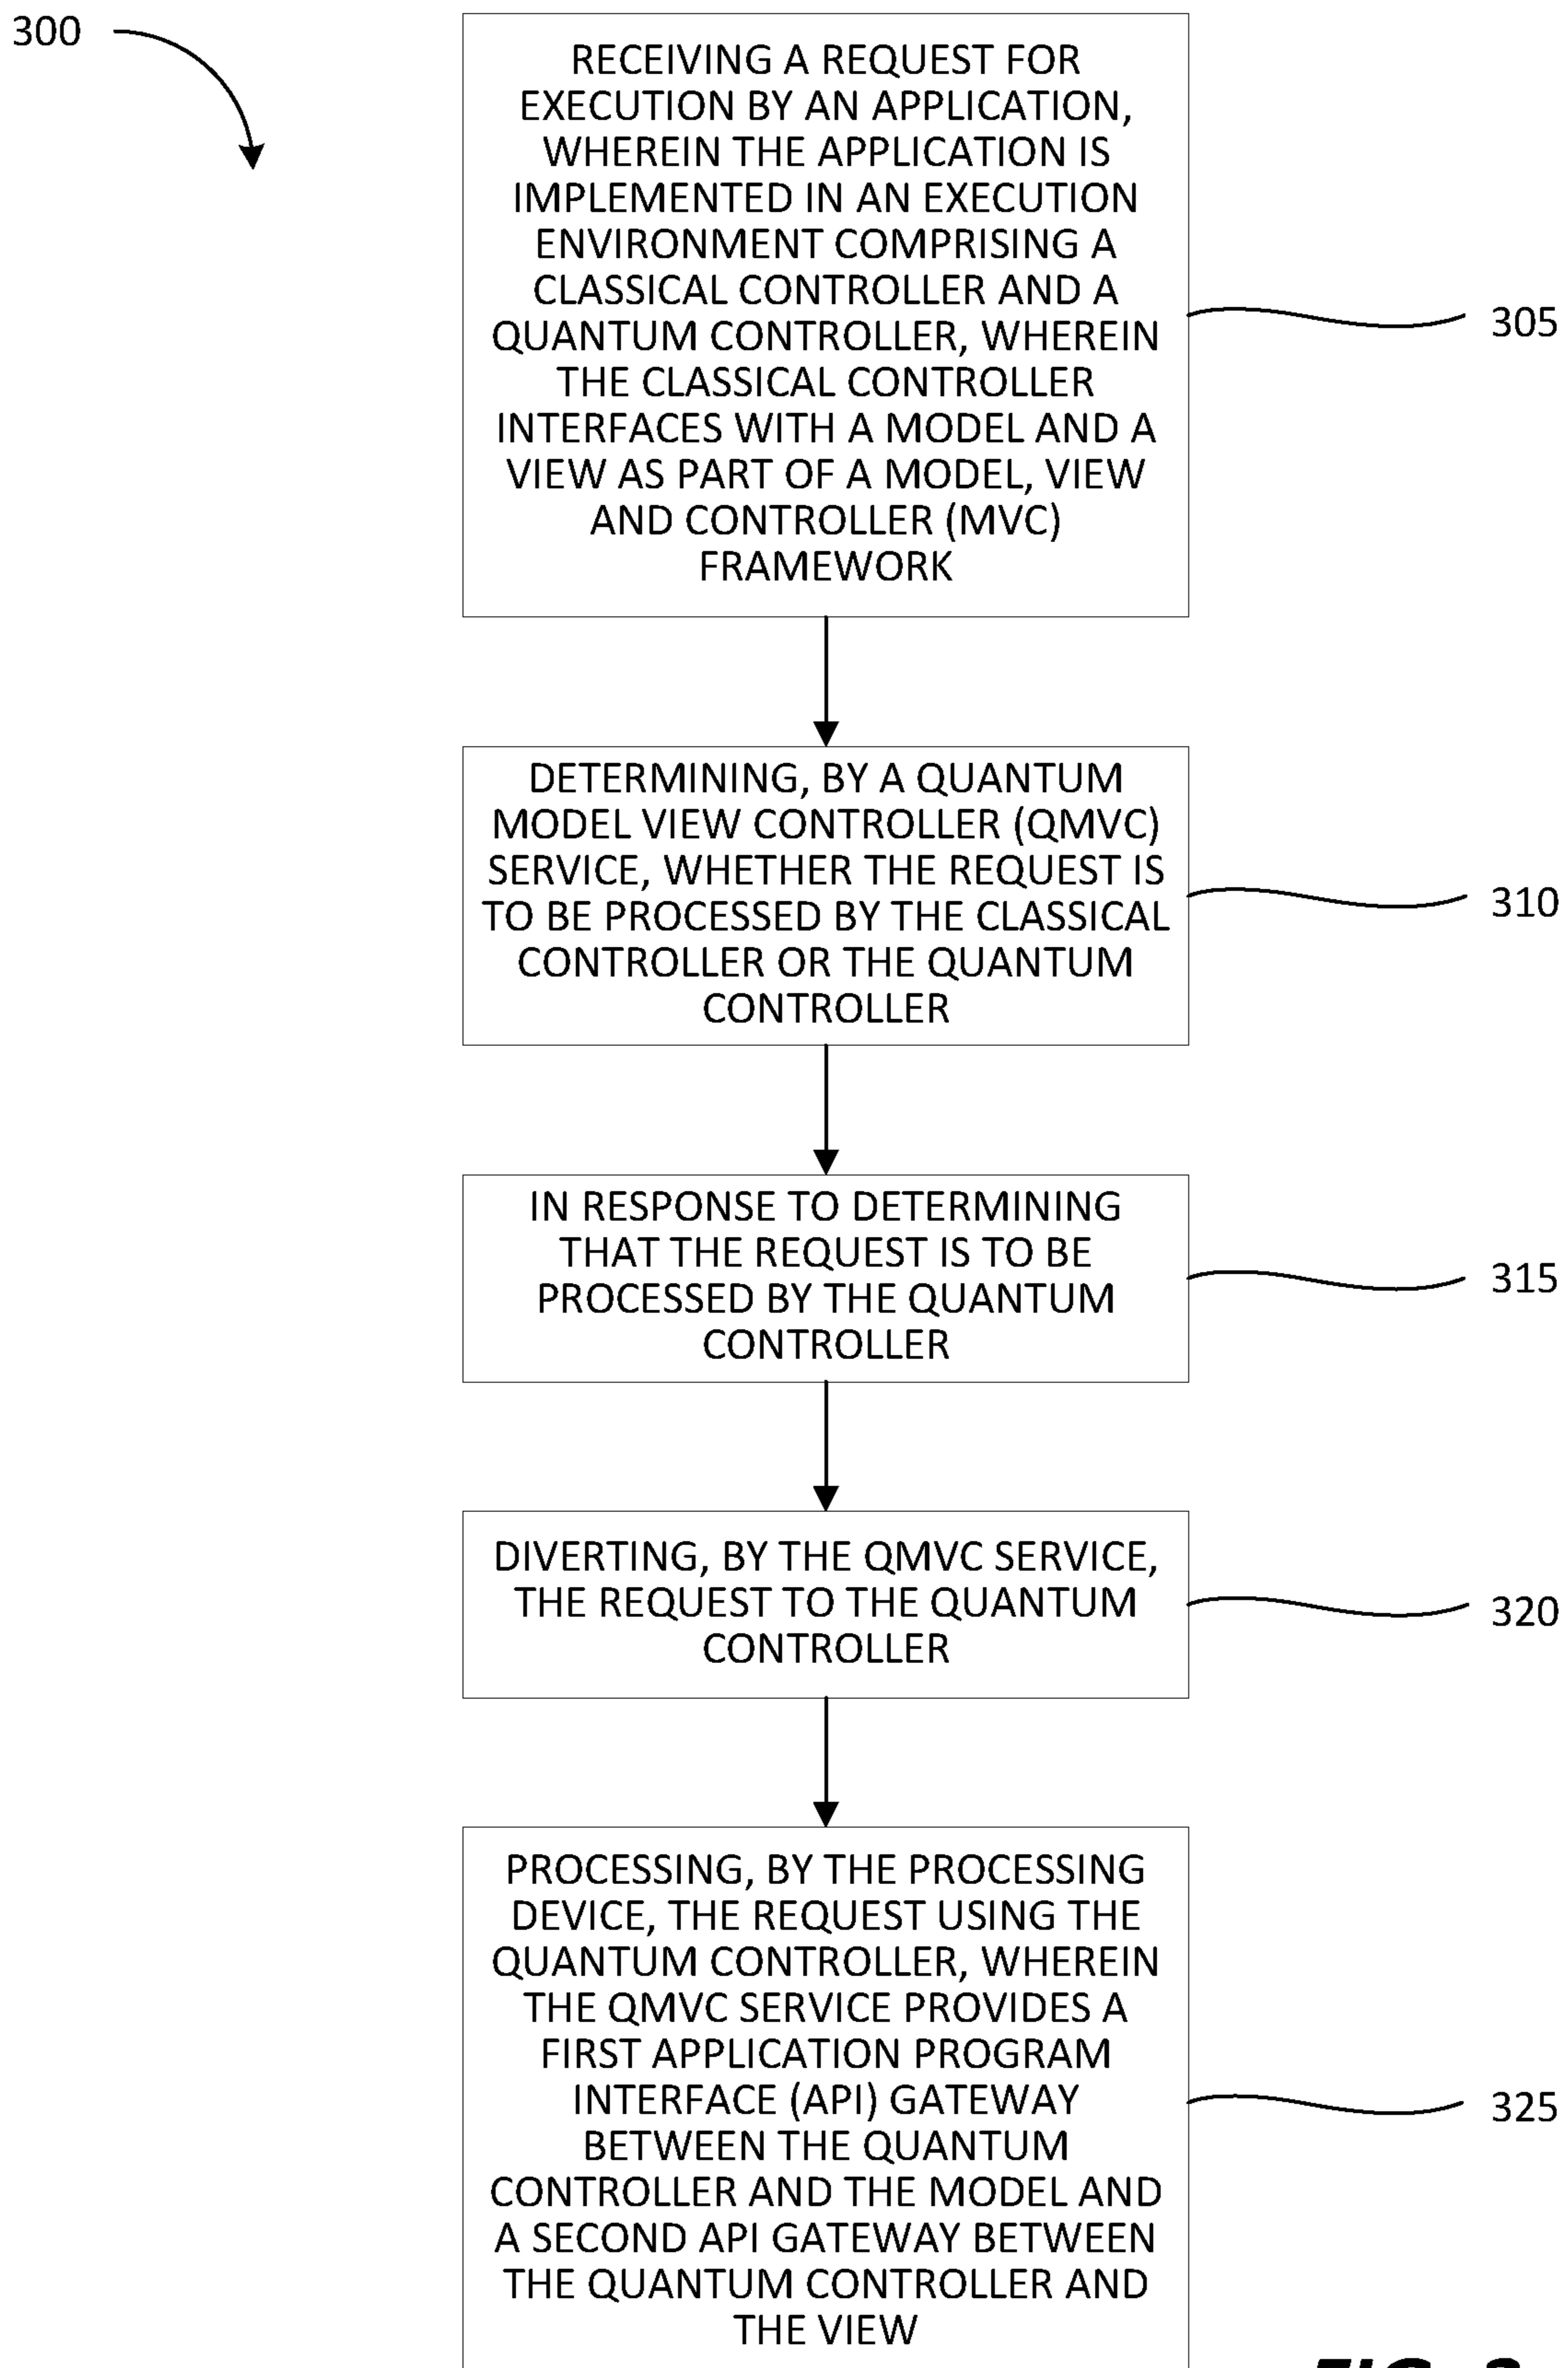 300
RECEIVING A REQUEST FOR
EXECUTION BY AN APPLICATION,
WHEREIN THE APPLICATION IS
IMPLEMENTED IN AN EXECUTION
ENVIRONMENT COMPRISING A
CLASSICAL CONTROLLER AND A
QUANTUM CONTROLLER, WHEREIN
THE CLASSICAL CONTROLLER
INTERFACES WITH A MODEL AND A
VIEW AS PART OF A MODEL, VIEW
AND CONTROLLER (MVC)
FRAMEWORK
305
DETERMINING, BY A QUANTUM
MODEL VIEW CONTROLLER (QMVC)
SERVICE, WHETHER THE REQUEST IS
TO BE PROCESSED BY THE CLASSICAL
CONTROLLER OR THE QUANTUM
CONTROLLER
310
IN RESPONSE TO DETERMINING
THAT THE REQUEST IS TO BE
PROCESSED BY THE QUANTUM
CONTROLLER
315
DIVERTING, BY THE QMVC SERVICE,
THE REQUEST TO THE QUANTUM
CONTROLLER
320
PROCESSING, BY THE PROCESSING
DEVICE, THE REQUEST USING THE
QUANTUM CONTROLLER, WHEREIN
THE QMVC SERVICE PROVIDES A
FIRST APPLICATION PROGRAM
INTERFACE (API) GATEWAY
BETWEEN THE QUANTUM
CONTROLLER AND THE MODEL AND
A SECOND API GATEWAY BETWEEN
THE QUANTUM CONTROLLER AND
THE VIEW
325